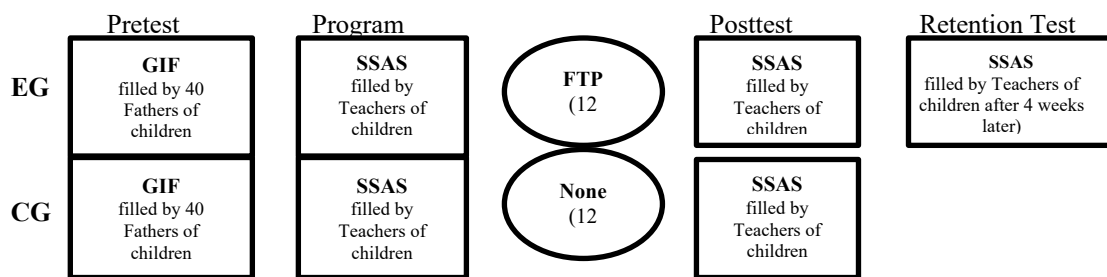 Pretest Program Posttest Retention Test
EG
GIF
filled by 40
Fathers of
children
SSAS
filled by
Teachers of
children
FTP
(12
SSAS
filled by
Teachers of
children
SSAS
filled by Teachers of
children after 4 weeks
later)
CG
GIF
filled by 40
Fathers of
children
SSAS
filled by
Teachers of
children
None
(12
SSAS
filled by
Teachers of
children